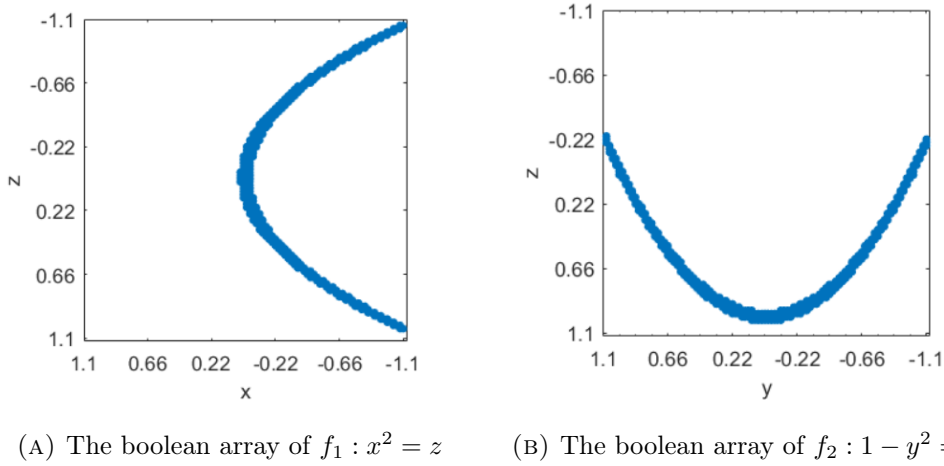 -1.1
-0.66
-0.22
0.22
0.66
1.1
z
1.1 0.66 0.22 -0.22 -0.66 -1.1
x
-1.1
-0.66
-0.22
0.22
0.66
1.1
z
1.1 0.66 0.22 -0.22 -0.66 -1.1
y
(A) The boolean array of f₁ : x² = z
(B) The boolean array of f₂ : 1 − y² =